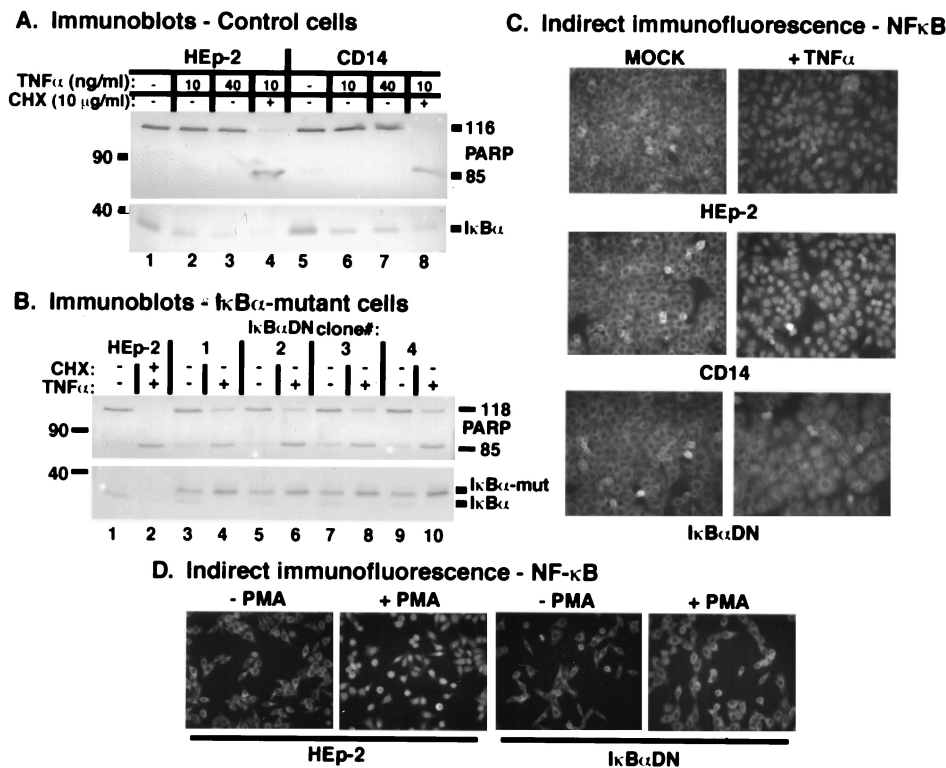 A. Immunoblots - Control cells
HEp-2 CD14
TNFα (ng/ml): - 10 40 10 - 10 40 10
CHX (10 µg/ml): - - - + - - - +
116
90 PARP
85
40
IκBα
1 2 3 4 5 6 7 8
B. Immunoblots - IκBα-mutant cells
IκBαDN clone#:
HEp-2 1 2 3 4
CHX: - + - - - - - - - -
TNFα: - + - + - + - + - +
118
90 PARP
85
40
IκBα-mut
IκBα
1 2 3 4 5 6 7 8 9 10
C. Indirect immunofluorescence - NFκB
MOCK + TNFα
HEp-2
CD14
IκBαDN
D. Indirect immunofluorescence - NF-κB
- PMA + PMA - PMA + PMA
HEp-2 IκBαDN